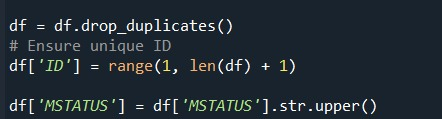 df = df.drop_duplicates()
# Ensure unique ID
df['ID'] = range(1, len(df) + 1)
df['MSTATUS'] = df['MSTATUS'].str.upper()